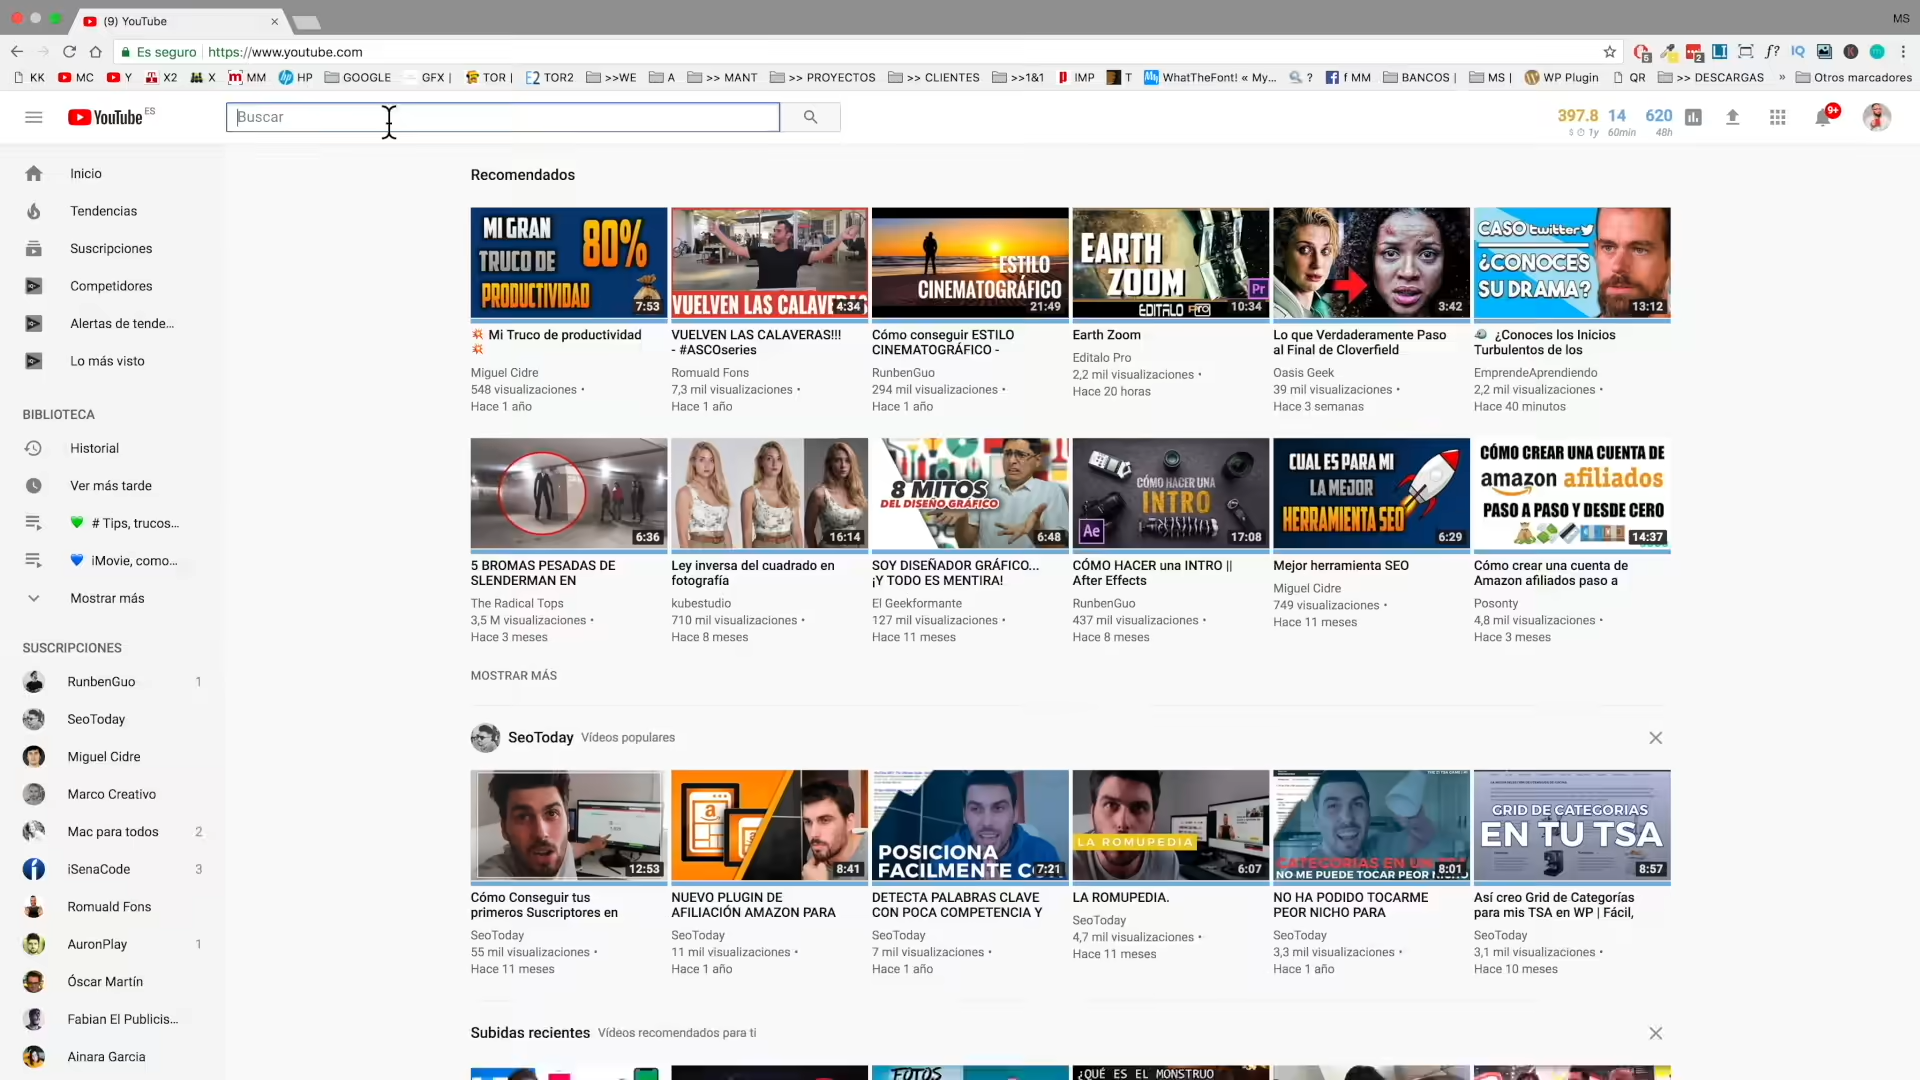 (9) YouTube
MS
Es seguro
https://www.youtube.com
KK
MC
Y
X2
X
MM
HP
GOOGLE
GFX |
TOR |
TOR2
>>WE
A
>> MANT
>> PROYECTOS
>> CLIENTES
>>1&1
IMP
T
WhatTheFont! « My...
?
f MM
BANCOS |
MS |
WP Plugin
QR
>> DESCARGAS
»
Otros marcadores
YouTube ES
Buscar
397.8 14 620
1y 60min 48h
9+
Inicio
Tendencias
Suscripciones
Competidores
Alertas de tende...
Lo más visto
BIBLIOTECA
Historial
Ver más tarde
# Tips, trucos...
iMovie, como...
Mostrar más
SUSCRIPCIONES
RunbenGuo 1
SeoToday
Miguel Cidre
Marco Creativo
Mac para todos 2
iSenaCode 3
Romuald Fons
AuronPlay 1
Óscar Martín
Fabian El Publicis...
Ainara Garcia
Recomendados
MI GRAN
TRUCO DE
PRODUCTIVIDAD
80%
7:53
Mi Truco de productividad
Miguel Cidre
548 visualizaciones •
Hace 1 año
VUELVEN LAS CALAVERAS
4:34
VUELVEN LAS CALAVERAS!!!
- #ASCOseries
Romuald Fons
7,3 mil visualizaciones •
Hace 1 año
ESTILO
CINEMATOGRÁFICO
21:49
Cómo conseguir ESTILO
CINEMATOGRÁFICO -
RunbenGuo
294 mil visualizaciones •
Hace 1 año
EARTH
ZOOM
EDITALO PRO
Pr
10:34
Earth Zoom
Editalo Pro
2,2 mil visualizaciones •
Hace 20 horas
3:42
Lo que Verdaderamente Paso
al Final de Cloverfield
Oasis Geek
39 mil visualizaciones •
Hace 3 semanas
CASO twitter
¿CONOCES
SU DRAMA?
13:12
¿Conoces los Inicios
Turbulentos de los
EmprendeAprendiendo
2,2 mil visualizaciones •
Hace 40 minutos
6:36
5 BROMAS PESADAS DE
SLENDERMAN EN
The Radical Tops
3,5 M visualizaciones •
Hace 3 meses
16:14
Ley inversa del cuadrado en
fotografía
kubestudio
710 mil visualizaciones •
Hace 8 meses
8 MITOS
DEL DISEÑO GRÁFICO
6:48
SOY DISEÑADOR GRÁFICO...
¡Y TODO ES MENTIRA!
El Geekformante
127 mil visualizaciones •
Hace 11 meses
CÓMO HACER UNA
INTRO
Ae
17:08
CÓMO HACER una INTRO ||
After Effects
RunbenGuo
437 mil visualizaciones •
Hace 8 meses
CUAL ES PARA MI
LA MEJOR
HERRAMIENTA SEO
6:29
Mejor herramienta SEO
Miguel Cidre
749 visualizaciones •
Hace 11 meses
CÓMO CREAR UNA CUENTA DE
amazon afiliados
PASO A PASO Y DESDE CERO
14:37
Cómo crear una cuenta de
Amazon afiliados paso a
Posonty
4,8 mil visualizaciones •
Hace 3 meses
MOSTRAR MÁS
SeoToday Vídeos populares
12:53
Cómo Conseguir tus
primeros Suscriptores en
SeoToday
55 mil visualizaciones •
Hace 11 meses
8:41
NUEVO PLUGIN DE
AFILIACIÓN AMAZON PARA
SeoToday
11 mil visualizaciones •
Hace 1 año
POSICIONA
FACILMENTE CO
7:21
DETECTA PALABRAS CLAVE
CON POCA COMPETENCIA Y
SeoToday
7 mil visualizaciones •
Hace 1 año
LA ROMUPEDIA
6:07
LA ROMUPEDIA.
SeoToday
4,7 mil visualizaciones •
Hace 11 meses
CATEGORIAS EN UN
NO ME PUEDE TOCAR PEOR NICHO
8:01
NO HA PODIDO TOCARME
PEOR NICHO PARA
SeoToday
3,3 mil visualizaciones •
Hace 1 año
GRID DE CATEGORIAS
EN TU TSA
8:57
Así creo Grid de Categorías
para mis TSA en WP | Fácil,
SeoToday
3,1 mil visualizaciones •
Hace 10 meses
Subidas recientes Vídeos recomendados para ti
FOTOS
¿QUÉ ES EL MONSTRUO